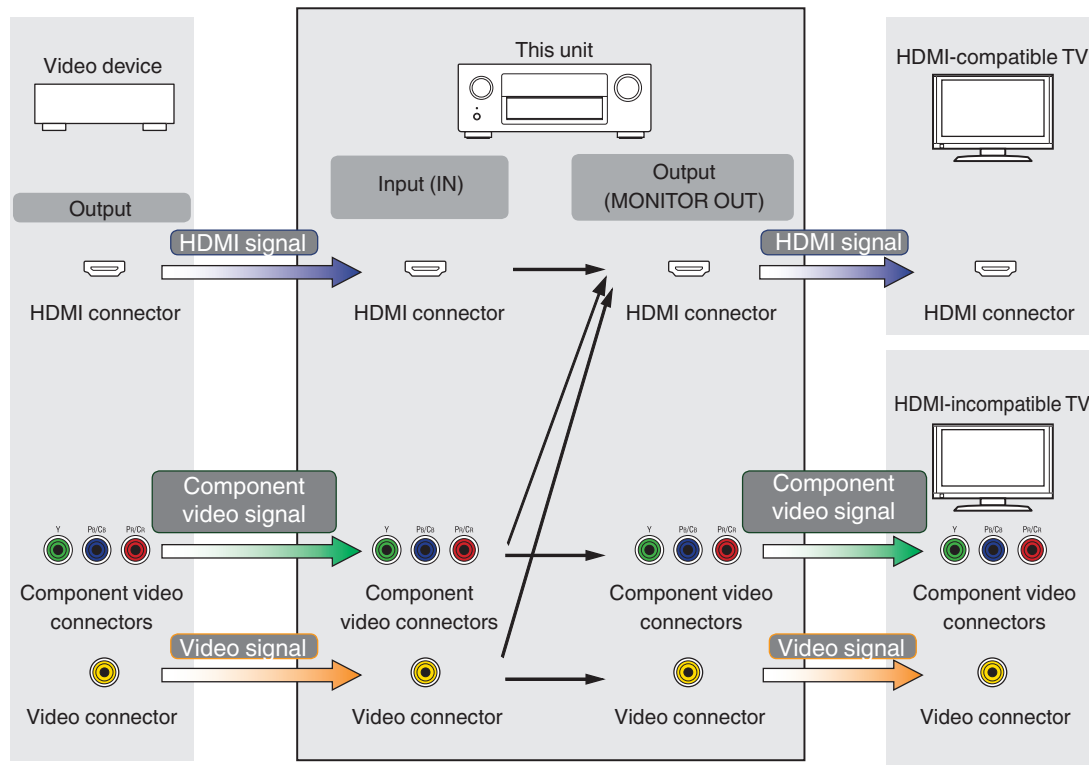 Video device
This unit
HDMI-compatible TV
Input (IN)
Output
(MONITOR OUT)
Output
HDMI signal
HDMI signal
HDMI connector
HDMI connector
HDMI connector
HDMI connector
HDMI-incompatible TV
Component
video signal
Component
video signal
Y PB/CB PR/CR
Y PB/CB PR/CR
Y PB/CB PR/CR
Y PB/CB PR/CR
Component video
connectors
Component
video connectors
Component video
connectors
Component video
connectors
Video signal
Video signal
Video connector
Video connector
Video connector
Video connector